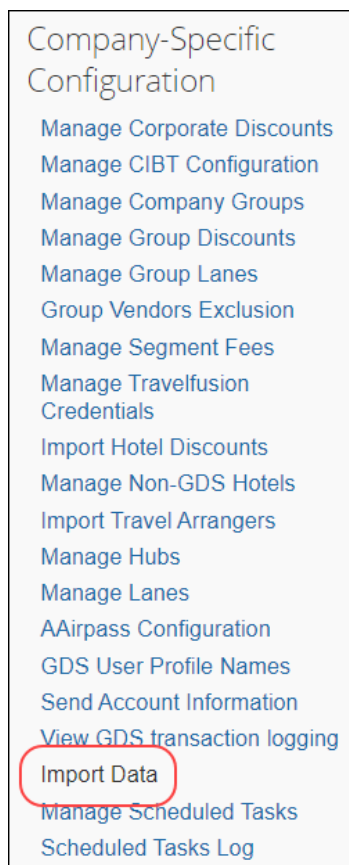 Company-Specific
Configuration
Manage Corporate Discounts
Manage CIBT Configuration
Manage Company Groups
Manage Group Discounts
Manage Group Lanes
Group Vendors Exclusion
Manage Segment Fees
Manage Travelfusion
Credentials
Import Hotel Discounts
Manage Non-GDS Hotels
Import Travel Arrangers
Manage Hubs
Manage Lanes
AAirpass Configuration
GDS User Profile Names
Send Account Information
View GDS transaction logging
Import Data
Manage Scheduled Tasks
Scheduled Tasks Log